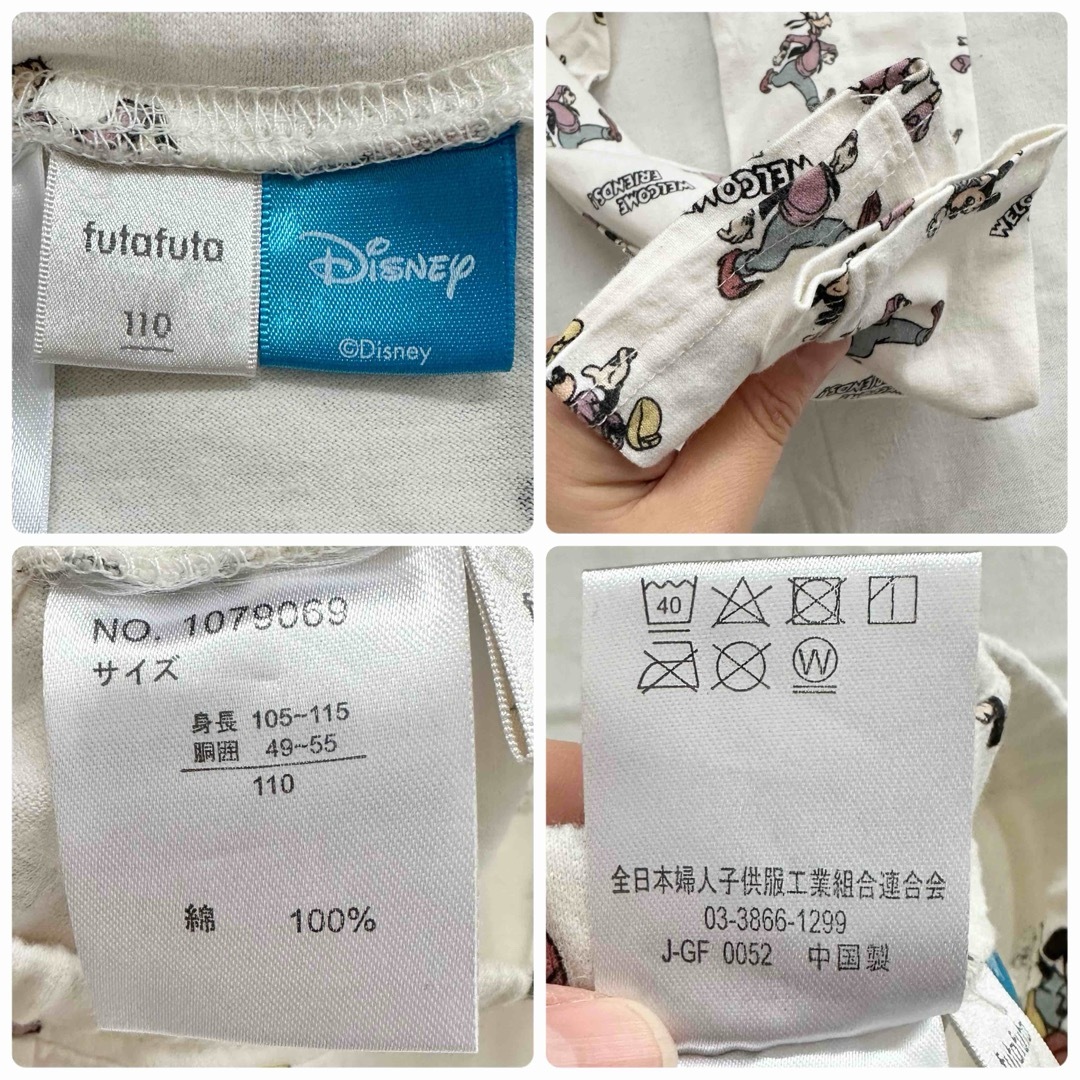 futafuta
110
Disney
©Disney
WELCOME
FRIENDS!
WELCOME
NO. 1079069
サイズ
身長 105~115
胴囲 49~55
110
綿 100%
40
W
全日本婦人子供服工業組合連合会
03-3866-1299
J-GF 0052 中国製
futafuta